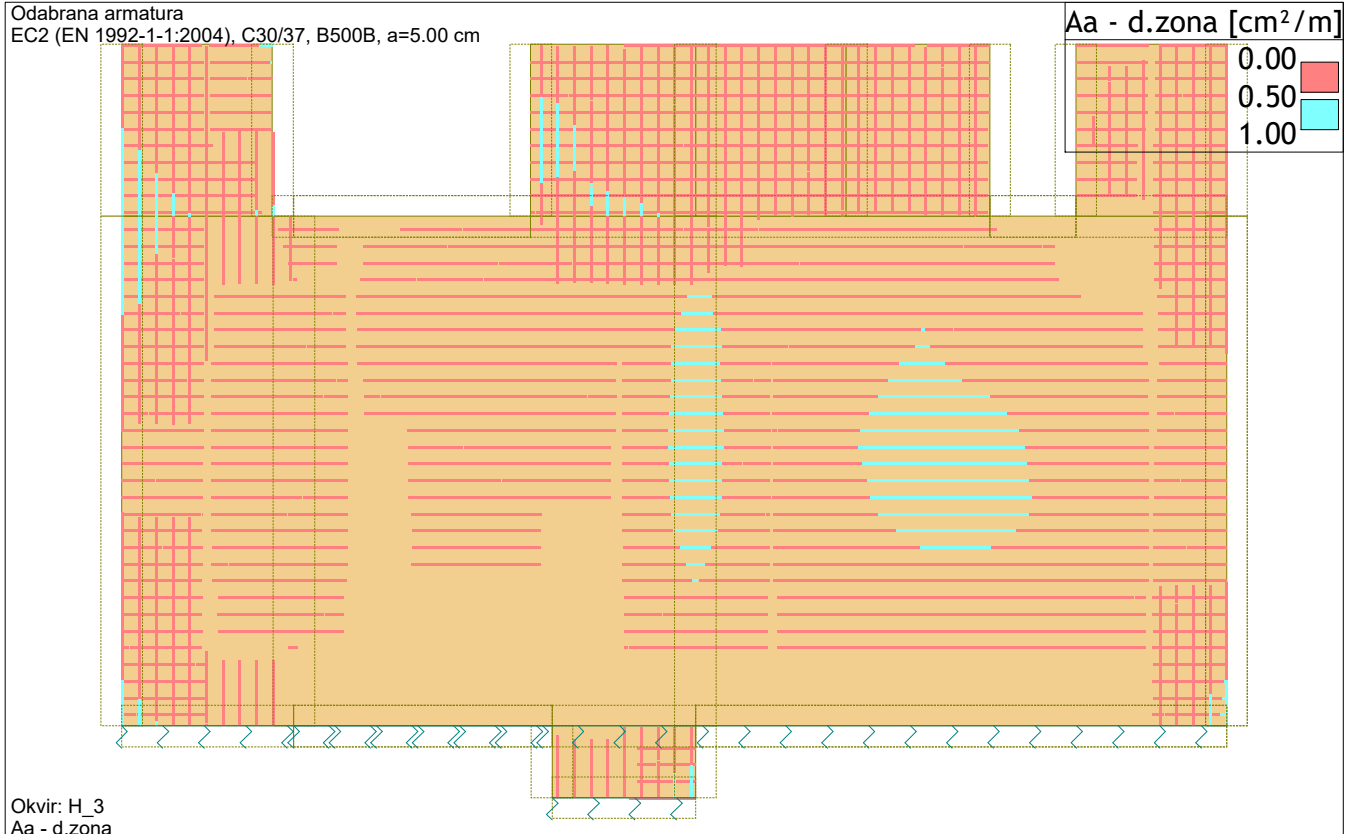 Odabrana armatura
EC2 (EN 1992-1-1:2004), C30/37, B500B, a=5.00 cm
Aa - d.zona [cm²/m]
0.00
0.50
1.00
Okvir: H_3
Aa - d.zona